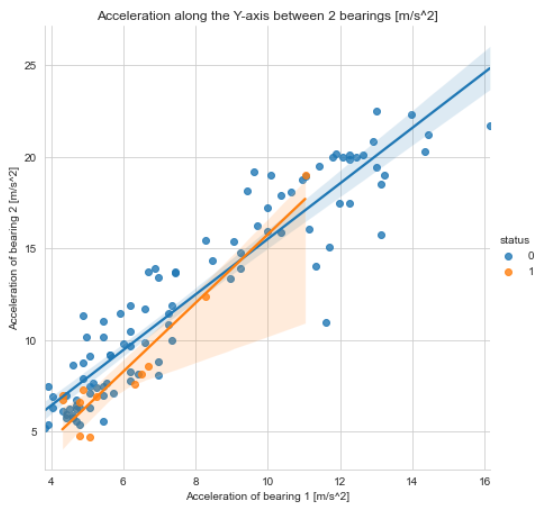 Acceleration along the Y-axis between 2 bearings [m/s^2]
25
20
15
10
5
Acceleration of bearing 2 [m/s^2]
status
0
1
4 6 8 10 12 14 16
Acceleration of bearing 1 [m/s^2]